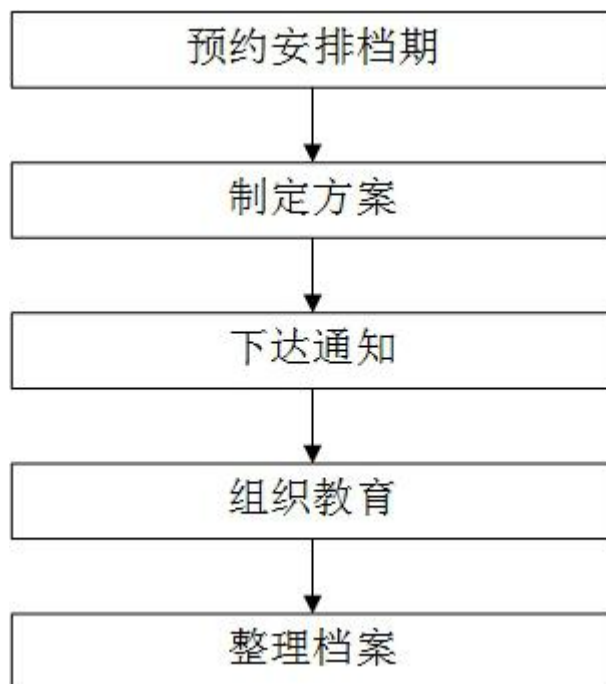 预约安排档期
制定方案
下达通知
组织教育
整理档案